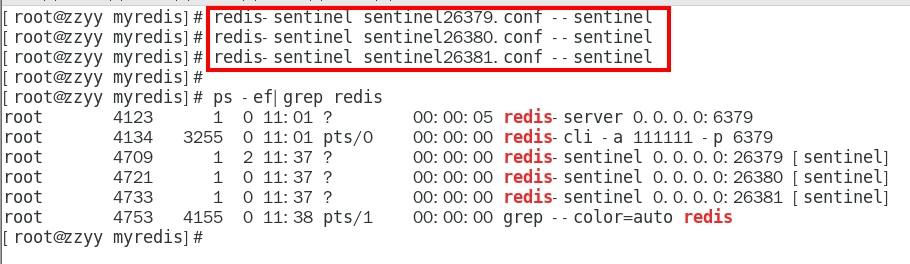 [root@zzyy myredis]# redis-sentinel sentinel26379.conf --sentinel
[root@zzyy myredis]# redis-sentinel sentinel26380.conf --sentinel
[root@zzyy myredis]# redis-sentinel sentinel26381.conf --sentinel
[root@zzyy myredis]#
[root@zzyy myredis]# ps -ef|grep redis
root 4123 1 0 11:01 ? 00:00:05 redis-server 0.0.0.0:6379
root 4134 3255 0 11:01 pts/0 00:00:00 redis-cli -a 111111 -p 6379
root 4709 1 2 11:37 ? 00:00:00 redis-sentinel 0.0.0.0:26379 [sentinel]
root 4721 1 0 11:37 ? 00:00:00 redis-sentinel 0.0.0.0:26380 [sentinel]
root 4733 1 0 11:37 ? 00:00:00 redis-sentinel 0.0.0.0:26381 [sentinel]
root 4753 4155 0 11:38 pts/1 00:00:00 grep --color=auto redis
[root@zzyy myredis]#